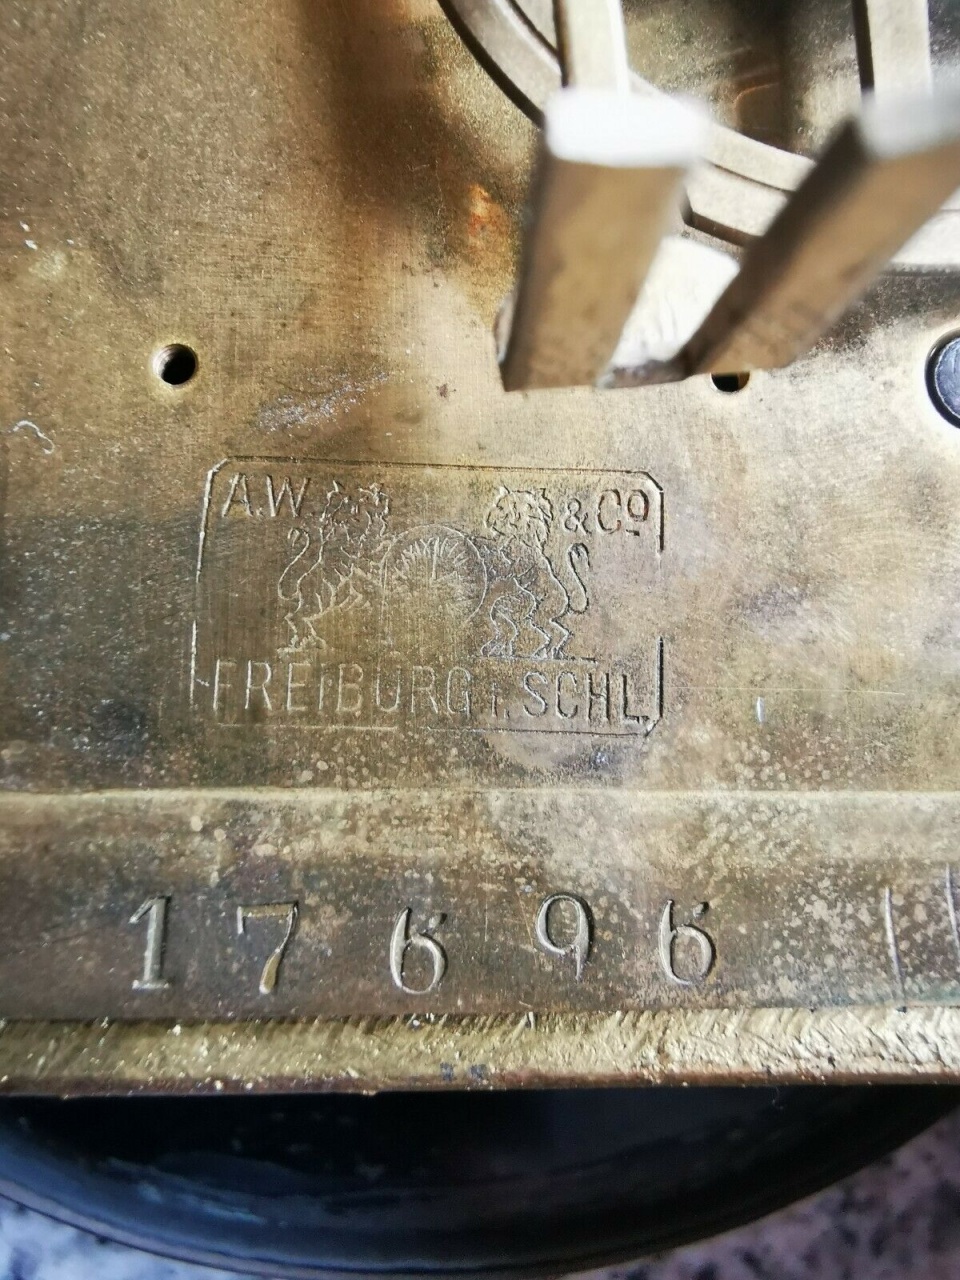 A.W. & Co
FREIBURG i. SCHL
17696